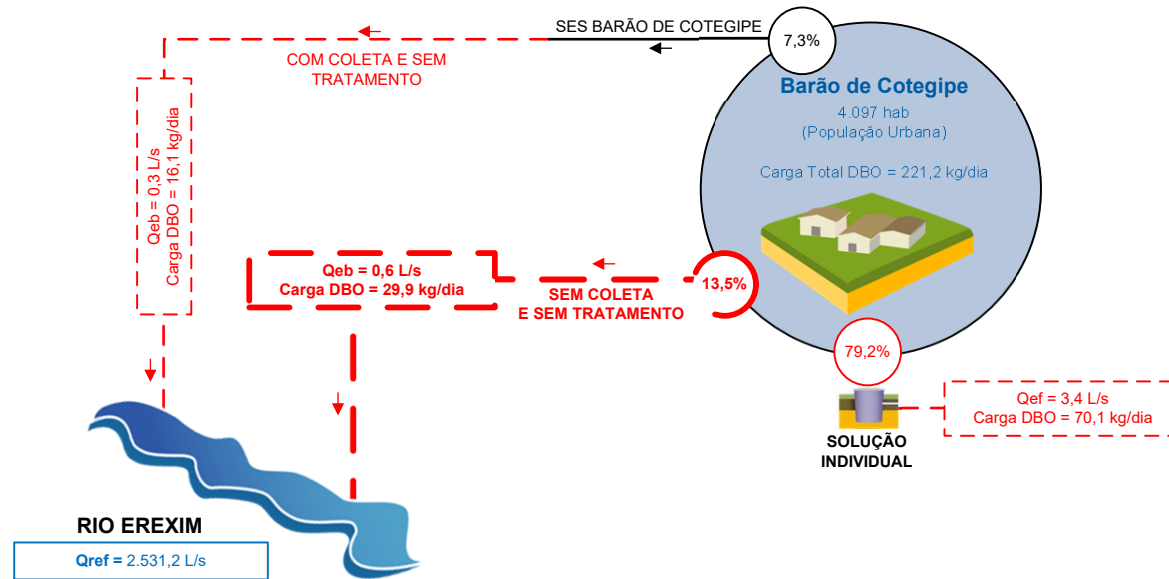 SES BARÃO DE COTEGIPE
7,3%
COM COLETA E SEM
TRATAMENTO
Barão de Cotegipe
4.097 hab
(População Urbana)
Carga Total DBO = 221,2 kg/dia
Qeb = 0,3 L/s
Carga DBO = 16,1 kg/dia
Qeb = 0,6 L/s
Carga DBO = 29,9 kg/dia
SEM COLETA
E SEM TRATAMENTO
13,5%
79,2%
Qef = 3,4 L/s
Carga DBO = 70,1 kg/dia
SOLUÇÃO
INDIVIDUAL
RIO EREXIM
Qref = 2.531,2 L/s